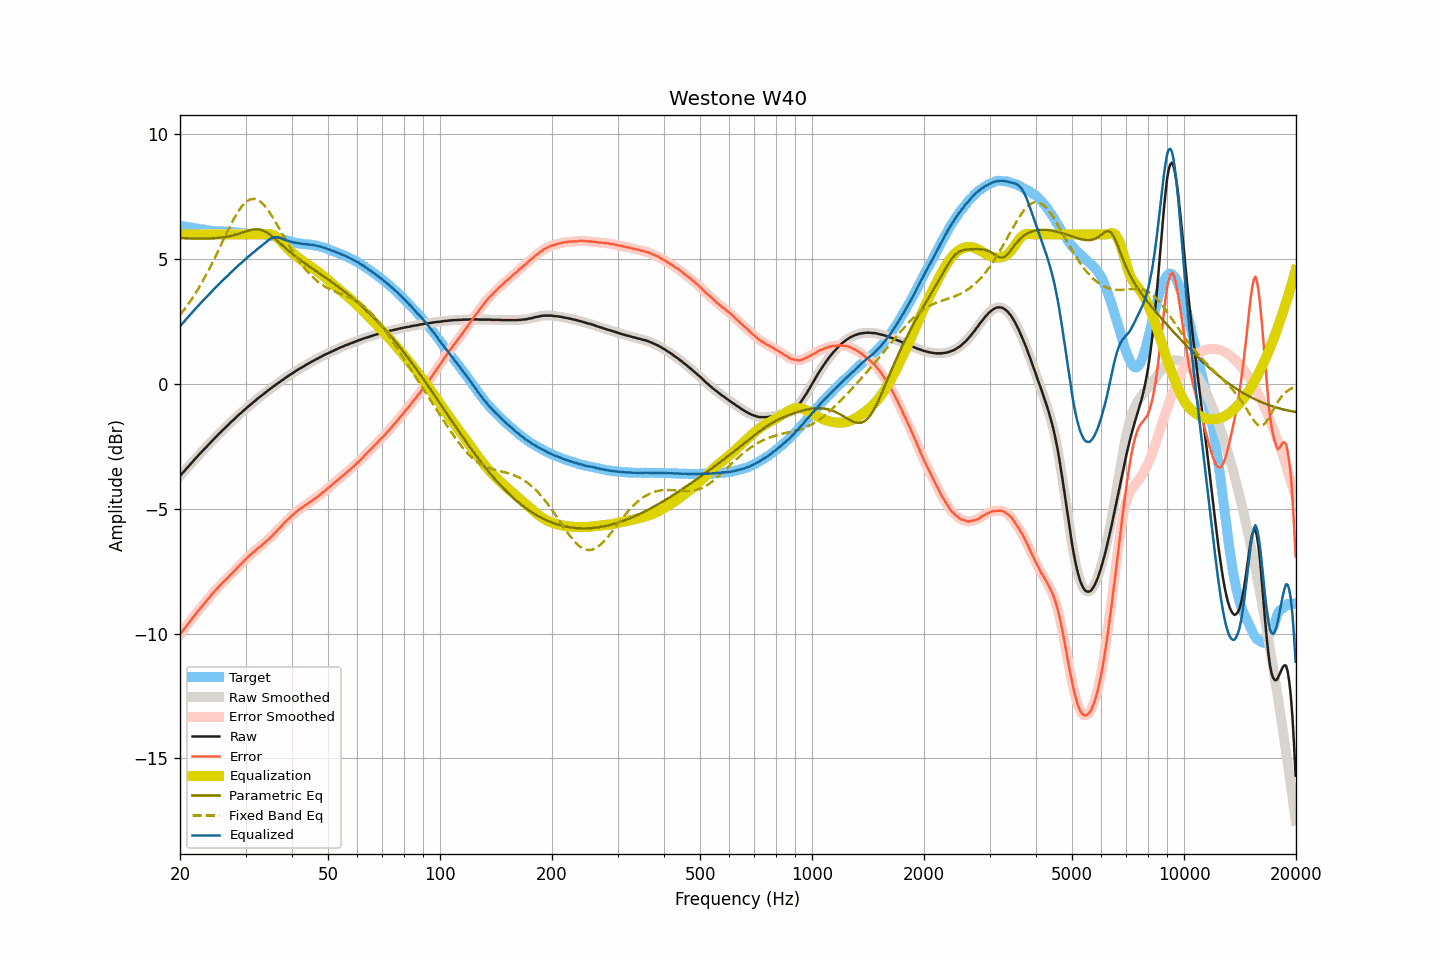 Westone W40
10
5
0
−5
−10
−15
Amplitude (dBr)
Target
Raw Smoothed
Error Smoothed
Raw
Error
Equalization
Parametric Eq
Fixed Band Eq
Equalized
20 50 100 200 500 1000 2000 5000 10000 20000
Frequency (Hz)